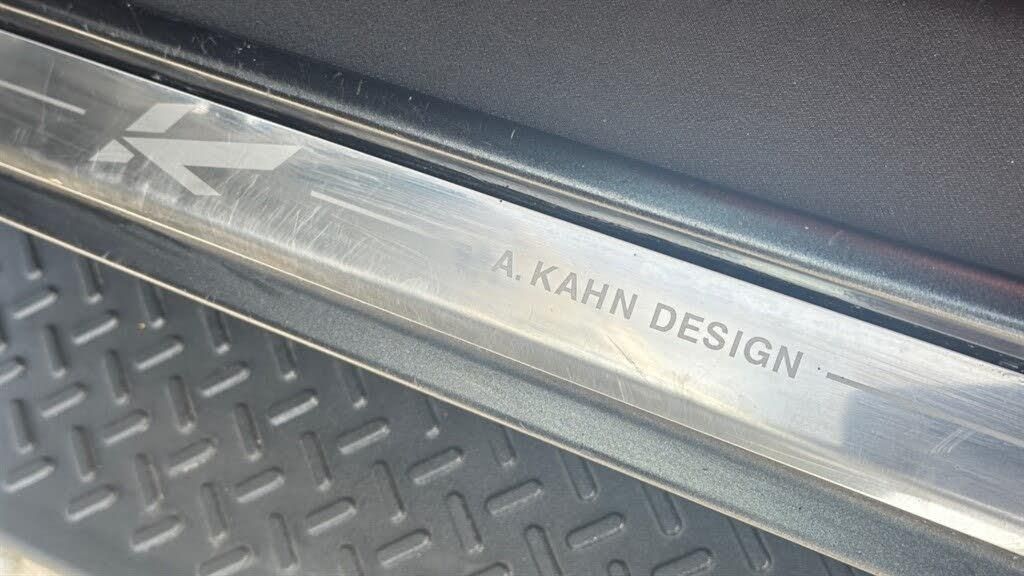 A. KAHN DESIGN